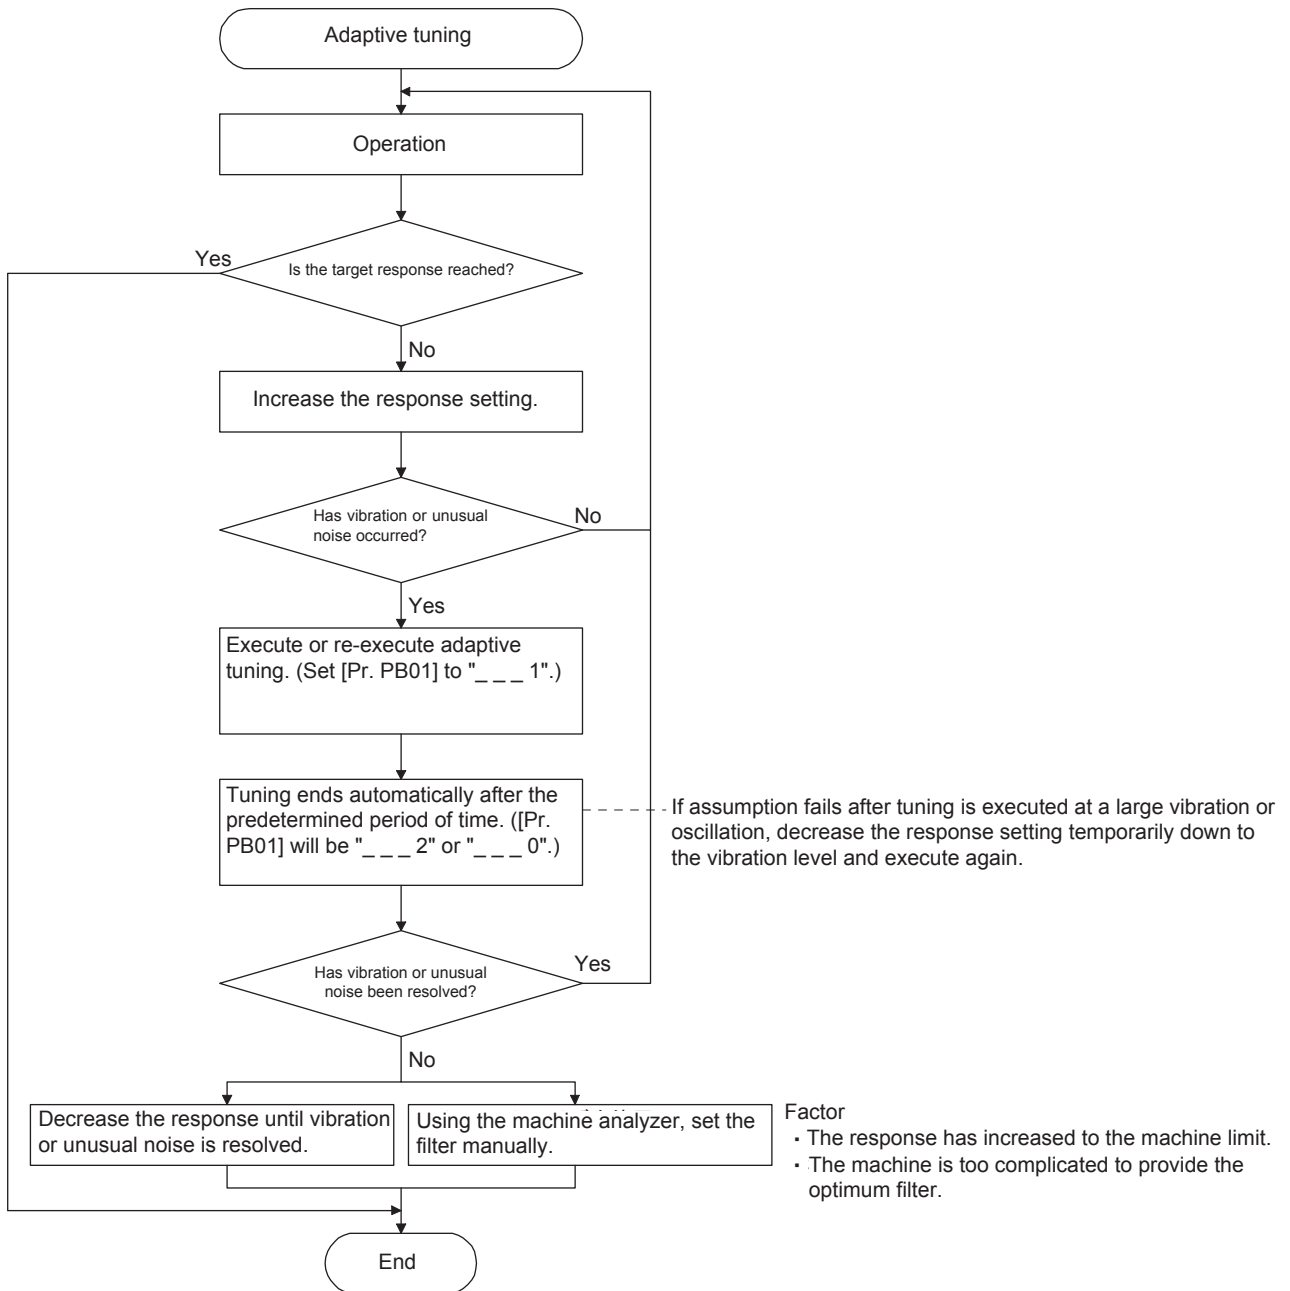 Adaptive tuning
Operation
Yes
Is the target response reached?
No
Increase the response setting.
Has vibration or unusual
noise occurred?
No
Yes
Execute or re-execute adaptive
tuning. (Set [Pr. PB01] to "_ _ _ 1".)
Tuning ends automatically after the
predetermined period of time. ([Pr.
PB01] will be "_ _ _ 2" or "_ _ _ 0".)
If assumption fails after tuning is executed at a large vibration or
oscillation, decrease the response setting temporarily down to
the vibration level and execute again.
Has vibration or unusual
noise been resolved?
Yes
No
Decrease the response until vibration
or unusual noise is resolved.
Using the machine analyzer, set the
filter manually.
Factor
･ The response has increased to the machine limit.
･ The machine is too complicated to provide the
optimum filter.
End